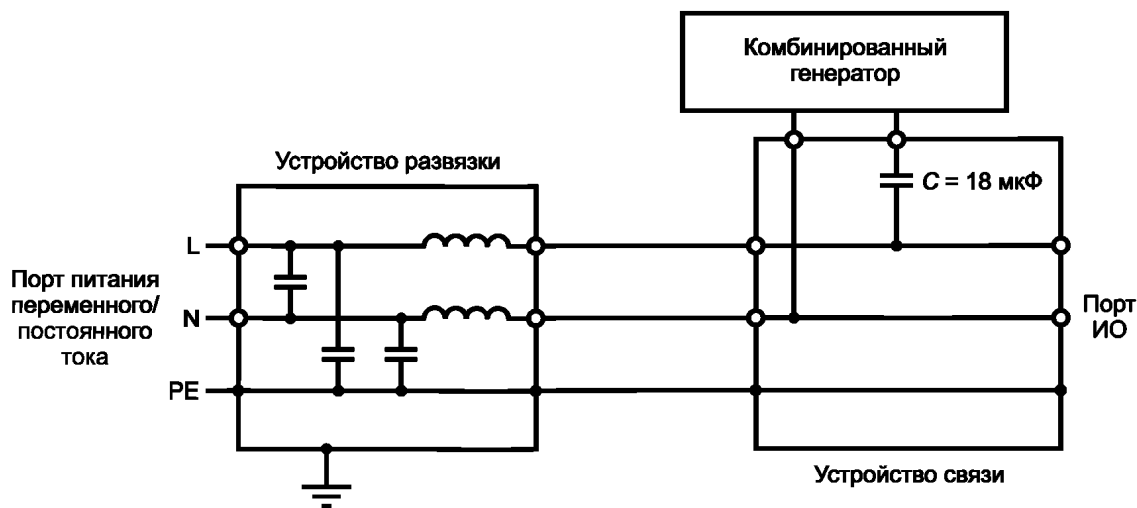 Комбинированный
генератор
Устройство развязки
C = 18 мкФ
L
Порт питания
переменного/
постоянного
тока
N
Порт
ИО
PE
Устройство связи